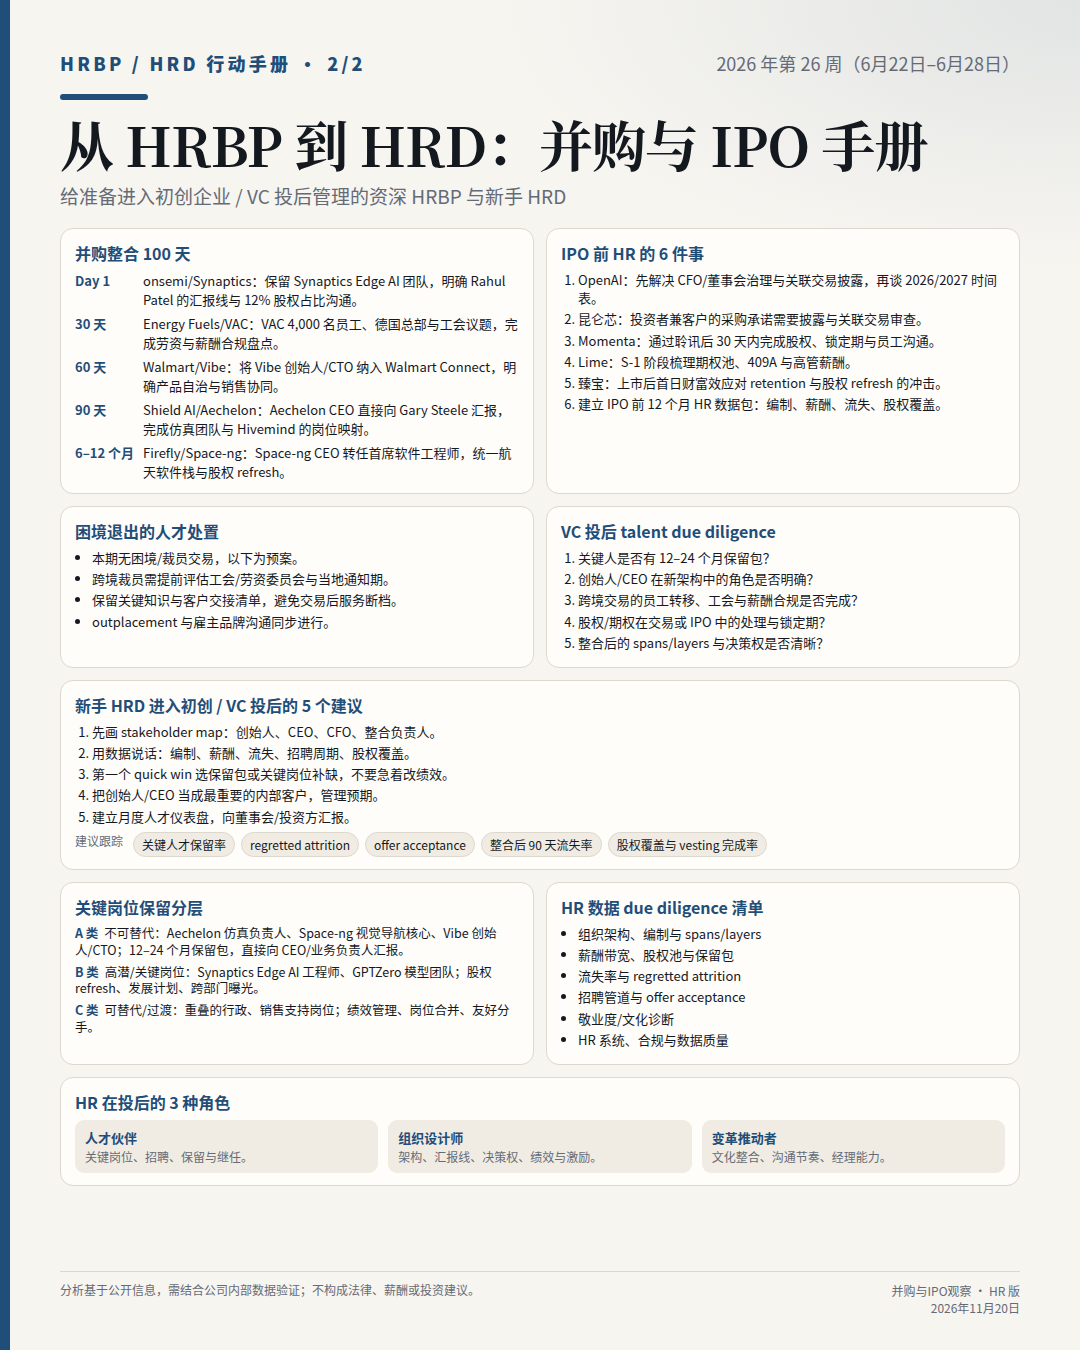 HRBP / HRD 行动手册 · 2/2
2026 年第 26 周（6月22日–6月28日）
从 HRBP 到 HRD：并购与 IPO 手册
给准备进入初创企业 / VC 投后管理的资深 HRBP 与新手 HRD
并购整合 100 天
Day 1 onsemi/Synaptics：保留 Synaptics Edge AI 团队，明确 Rahul
Patel 的汇报线与 12% 股权占比沟通。
30 天 Energy Fuels/VAC：VAC 4,000 名员工、德国总部与工会议题，完
成劳资与薪酬合规盘点。
60 天 Walmart/Vibe：将 Vibe 创始人/CTO 纳入 Walmart Connect，明
确产品自治与销售协同。
90 天 Shield AI/Aechelon：Aechelon CEO 直接向 Gary Steele 汇报，
完成仿真团队与 Hivemind 的岗位映射。
6–12 个月 Firefly/Space-ng：Space-ng CEO 转任首席软件工程师，统一航
天软件栈与股权 refresh。
IPO 前 HR 的 6 件事
1. OpenAI：先解决 CFO/董事会治理与关联交易披露，再谈 2026/2027 时间
表。
2. 昆仑芯：投资者兼客户的采购承诺需要披露与关联交易审查。
3. Momenta：通过聆讯后 30 天内完成股权、锁定期与员工沟通。
4. Lime：S-1 阶段梳理期权池、409A 与高管薪酬。
5. 臻宝：上市后首日财富效应对 retention 与股权 refresh 的冲击。
6. 建立 IPO 前 12 个月 HR 数据包：编制、薪酬、流失、股权覆盖。
困境退出的人才处置
• 本期无困境/裁员交易，以下为预案。
• 跨境裁员需提前评估工会/劳资委员会与当地通知期。
• 保留关键知识与客户交接清单，避免交易后服务断档。
• outplacement 与雇主品牌沟通同步进行。
VC 投后 talent due diligence
1. 关键人是否有 12–24 个月保留包？
2. 创始人/CEO 在新架构中的角色是否明确？
3. 跨境交易的员工转移、工会与薪酬合规是否完成？
4. 股权/期权在交易或 IPO 中的处理与锁定期？
5. 整合后的 spans/layers 与决策权是否清晰？
新手 HRD 进入初创 / VC 投后的 5 个建议
1. 先画 stakeholder map：创始人、CEO、CFO、整合负责人。
2. 用数据说话：编制、薪酬、流失、招聘周期、股权覆盖。
3. 第一个 quick win 选保留包或关键岗位补缺，不要急着改绩效。
4. 把创始人/CEO 当成最重要的内部客户，管理预期。
5. 建立月度人才仪表盘，向董事会/投资方汇报。
建议跟踪 关键人才保留率 regretted attrition offer acceptance 整合后 90 天流失率 股权覆盖与 vesting 完成率
关键岗位保留分层
A 类 不可替代：Aechelon 仿真负责人、Space-ng 视觉导航核心、Vibe 创始
人/CTO；12–24 个月保留包，直接向 CEO/业务负责人汇报。
B 类 高潜/关键岗位：Synaptics Edge AI 工程师、GPTZero 模型团队；股权
refresh、发展计划、跨部门曝光。
C 类 可替代/过渡：重叠的行政、销售支持岗位；绩效管理、岗位合并、友好分
手。
HR 数据 due diligence 清单
• 组织架构、编制与 spans/layers
• 薪酬带宽、股权池与保留包
• 流失率与 regretted attrition
• 招聘管道与 offer acceptance
• 敬业度/文化诊断
• HR 系统、合规与数据质量
HR 在投后的 3 种角色
人才伙伴
关键岗位、招聘、保留与继任。
组织设计师
架构、汇报线、决策权、绩效与激励。
变革推动者
文化整合、沟通节奏、经理能力。
分析基于公开信息，需结合公司内部数据验证；不构成法律、薪酬或投资建议。
并购与IPO观察 · HR 版
2026年11月20日